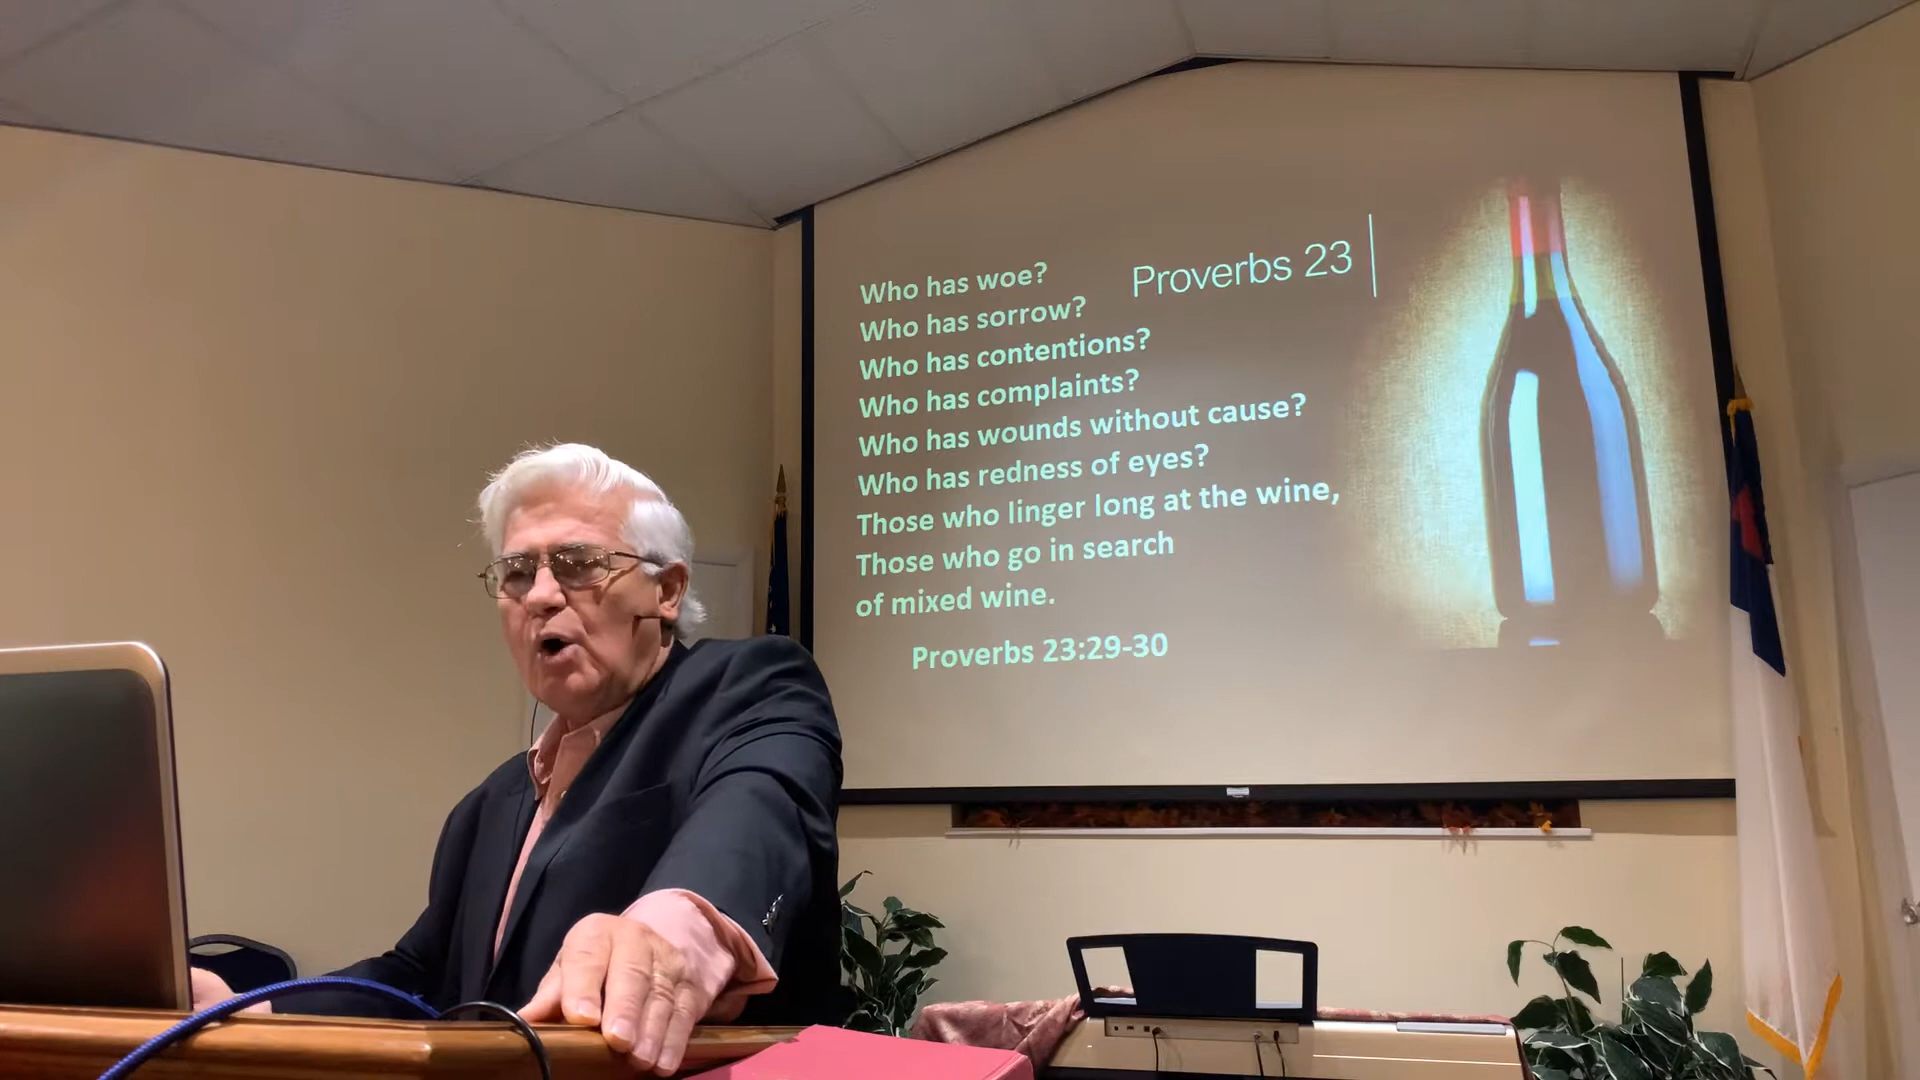 Proverbs 23
Who has woe?
Who has sorrow?
Who has contentions?
Who has complaints?
Who has wounds without cause?
Who has redness of eyes?
Those who linger long at the wine,
Those who go in search
of mixed wine.
Proverbs 23:29-30